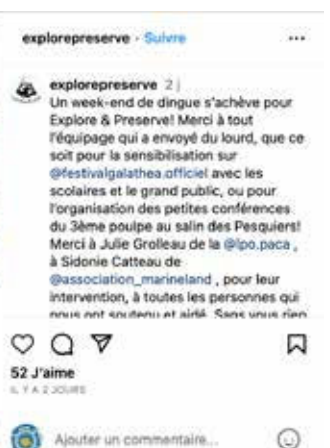 explorepreserve · Suivre
explorepreserve 2 j
Un week-end de dingue s'achève pour
Explore & Preserve! Merci à tout
l'équipage qui a envoyé du lourd, que ce
soit pour la sensibilisation sur
@festivalgalathea.officiel avec les
scolaires et le grand public, ou pour
l'organisation des petites conférences
du 3ème poulpe au salin des Pesquiers!
Merci à Julie Grolleau de la @lpo.paca ,
à Sidonie Catteau de
@association_marineland , pour leur
intervention, à toutes les personnes qui
nous ont soutenu et aidé. Sans vous rien
52 J'aime
IL Y A 2 JOURS
Ajouter un commentaire...